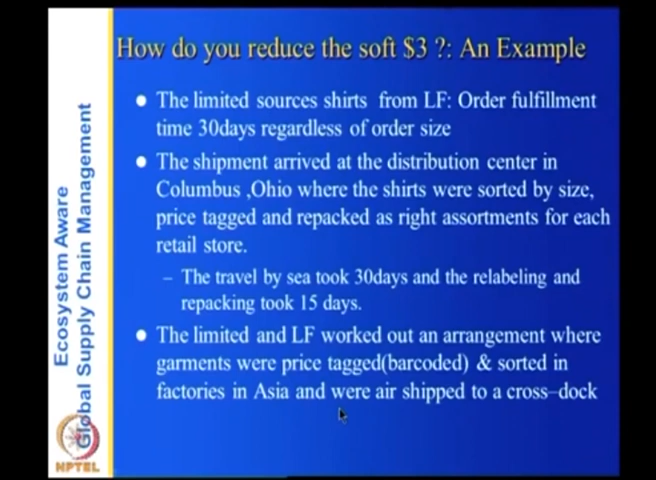 How do you reduce the soft $3 ?: An Example
The limited sources shirts from LF: Order fulfillment
time 30days regardless of order size
The shipment arrived at the distribution center in
Columbus ,Ohio where the shirts were sorted by size,
price tagged and repacked as right assortments for each
retail store.
– The travel by sea took 30days and the relabeling and
repacking took 15 days.
The limited and LF worked out an arrangement where
garments were price tagged(barcoded) & sorted in
factories in Asia and were air shipped to a cross–dock
Ecosystem Aware
Global Supply Chain Management
NPTEL